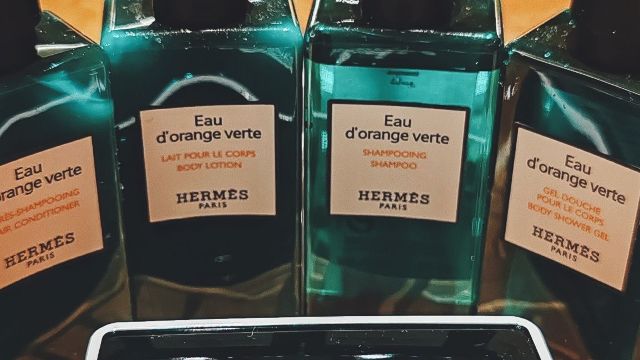 Eau
orange verte
RÈS-SHAMPOOING
AIR CONDITIONER
HERMÈS
PARIS
Eau
d'orange verte
LAIT POUR LE CORPS
BODY LOTION
HERMÈS
PARIS
Eau
d'orange verte
SHAMPOOING
SHAMPOO
HERMÈS
PARIS
Eau
d'orange verte
GEL DOUCHE
POUR LE CORPS
BODY SHOWER GEL
HERMÈS
PARIS